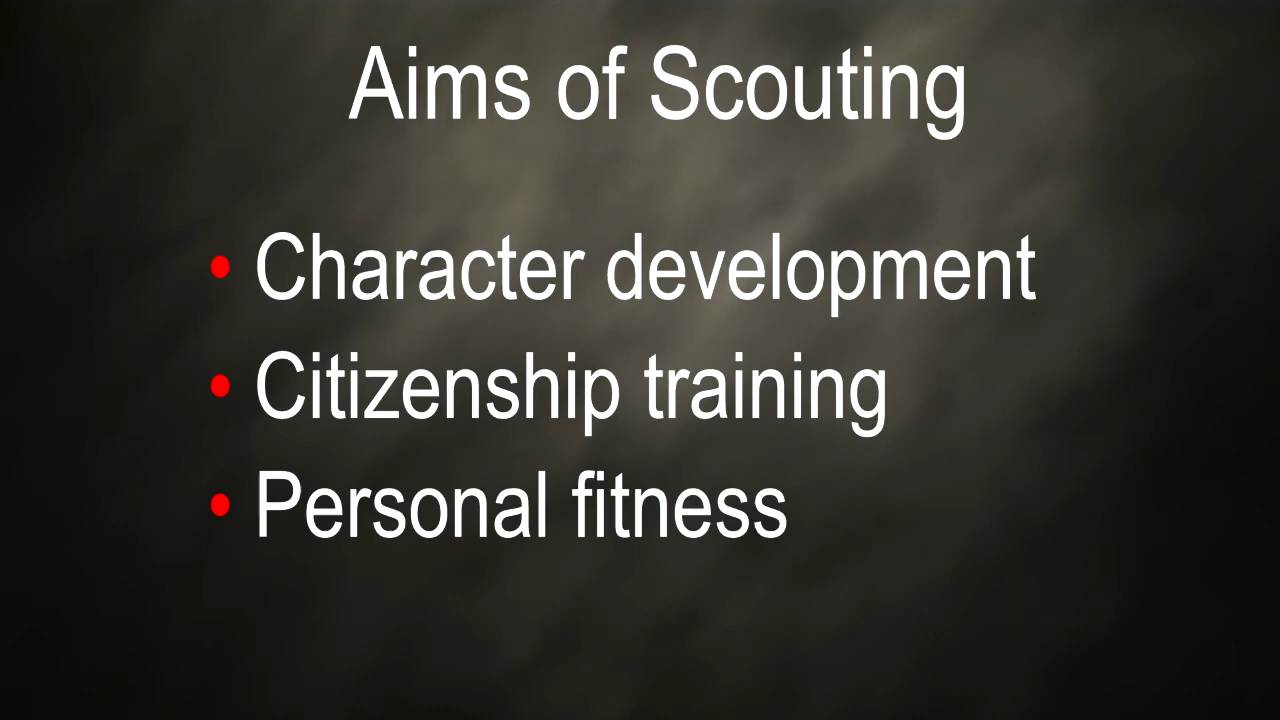 Aims of Scouting
• Character development
• Citizenship training
• Personal fitness